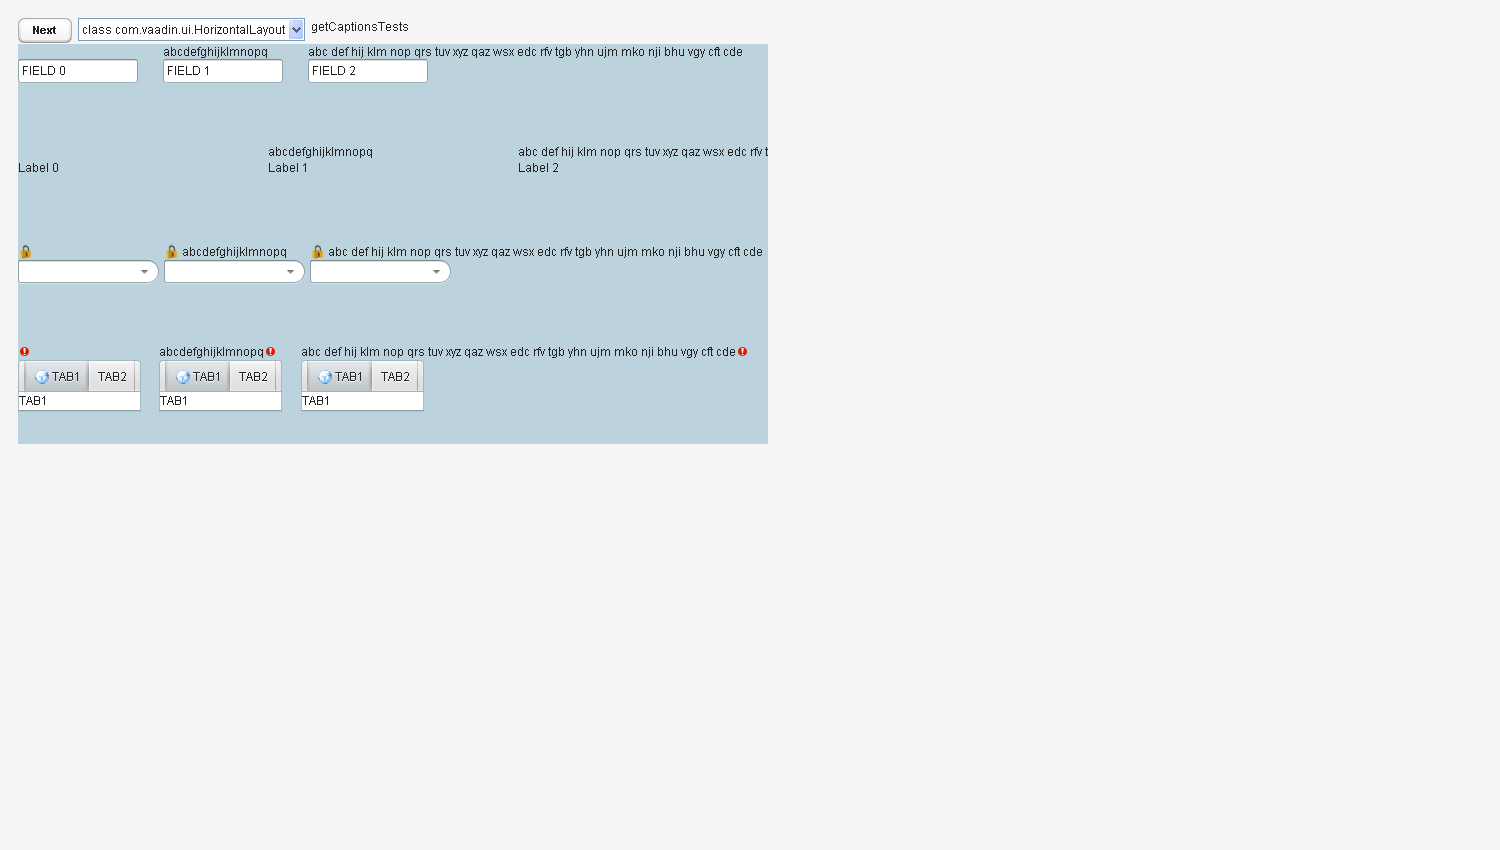 Next class com.vaadin.ui.HorizontalLayout getCaptionsTests
abcdefghijklmnopq abc def hij klm nop qrs tuv xyz qaz wsx edc rfv tgb yhn ujm mko nji bhu vgy cft cde
FIELD 0 FIELD 1 FIELD 2
abcdefghijklmnopq abc def hij klm nop qrs tuv xyz qaz wsx edc rfv t
Label 0 Label 1 Label 2
abcdefghijklmnopq abc def hij klm nop qrs tuv xyz qaz wsx edc rfv tgb yhn ujm mko nji bhu vgy cft cde
abcdefghijklmnopq abc def hij klm nop qrs tuv xyz qaz wsx edc rfv tgb yhn ujm mko nji bhu vgy cft cde
TAB1 TAB2 TAB1 TAB2 TAB1 TAB2
TAB1 TAB1 TAB1